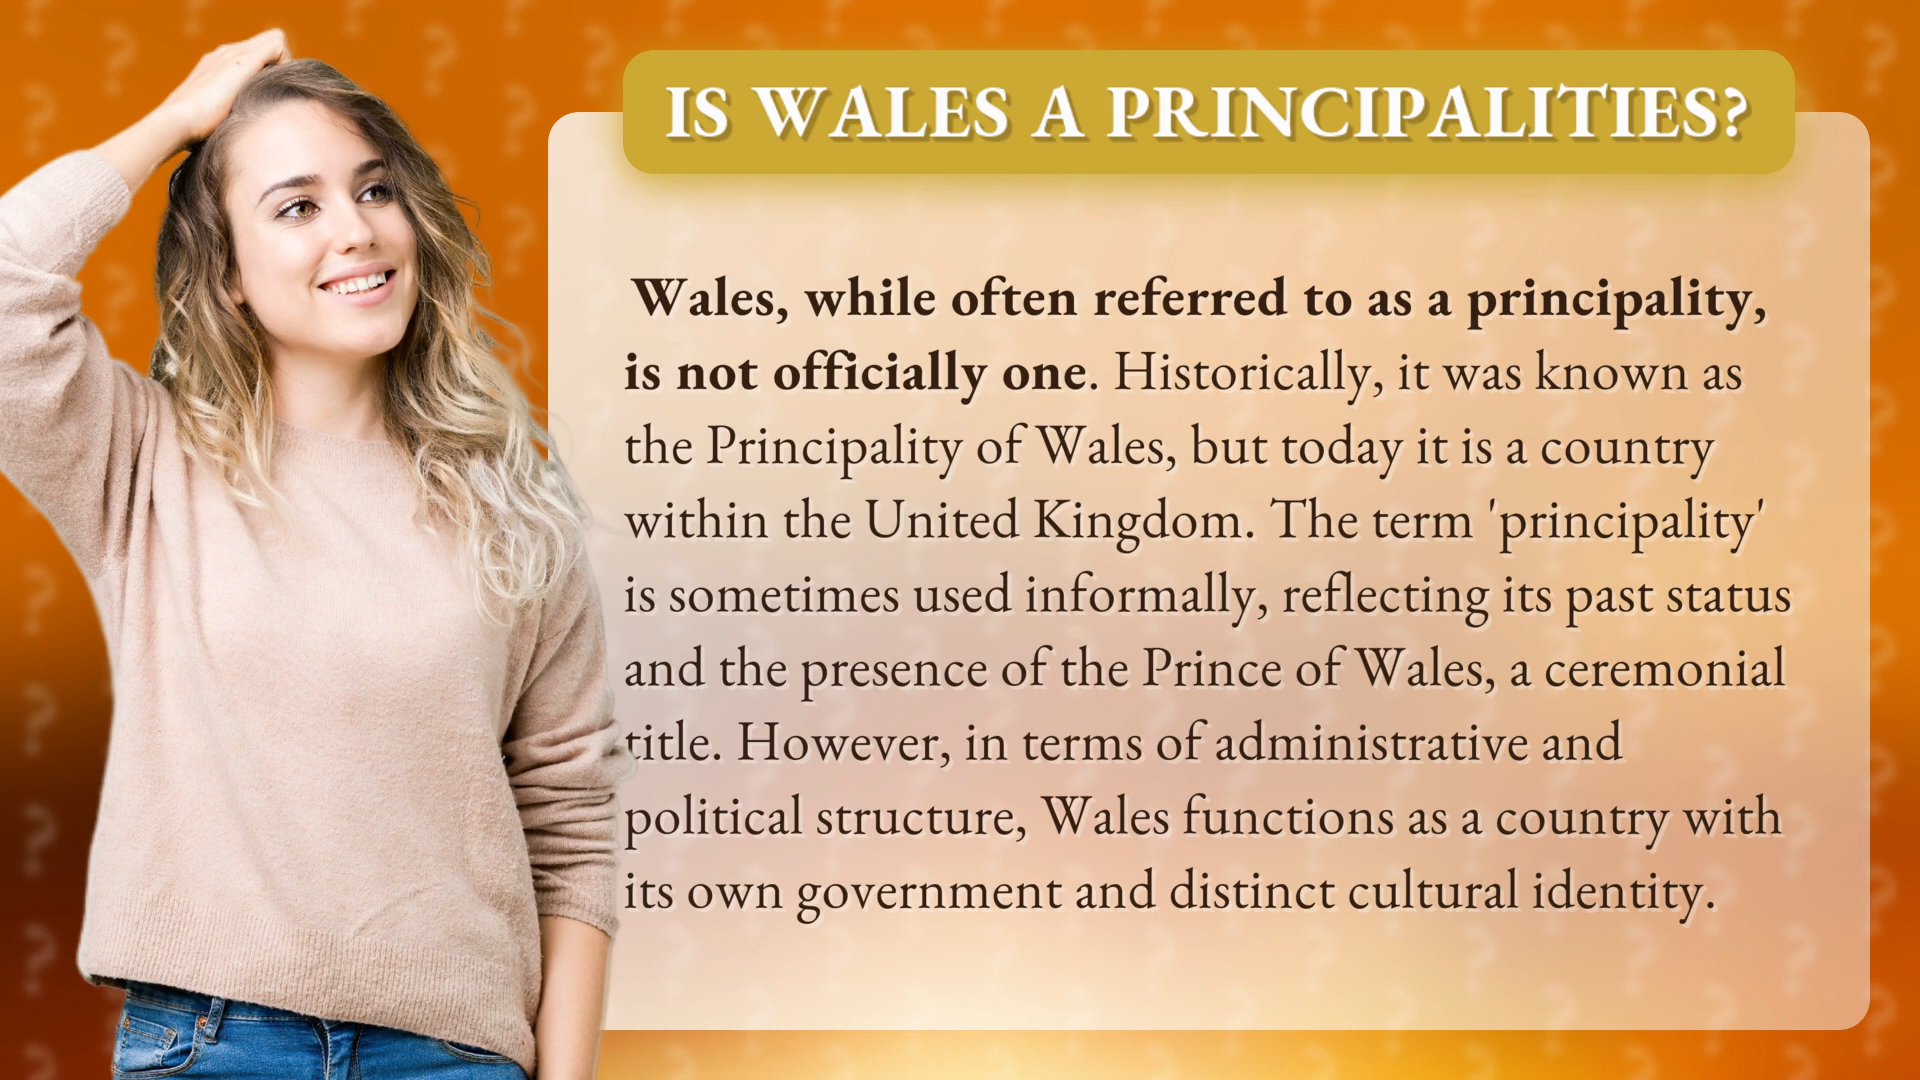 IS WALES A PRINCIPALITIES?
Wales, while often referred to as a principality,
is not officially one. Historically, it was known as
the Principality of Wales, but today it is a country
within the United Kingdom. The term 'principality'
is sometimes used informally, reflecting its past status
and the presence of the Prince of Wales, a ceremonial
title. However, in terms of administrative and
political structure, Wales functions as a country with
its own government and distinct cultural identity.